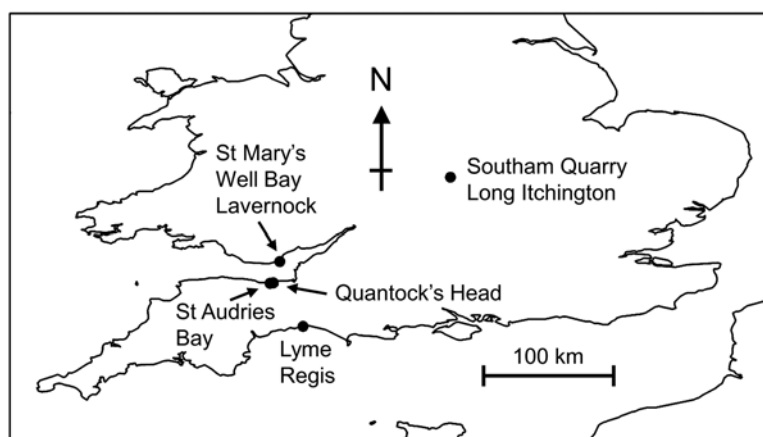 N
St Mary's
Well Bay
Lavernock
Southam Quarry
Long Itchington
Quantock's Head
St Audries
Bay
Lyme
Regis
100 km